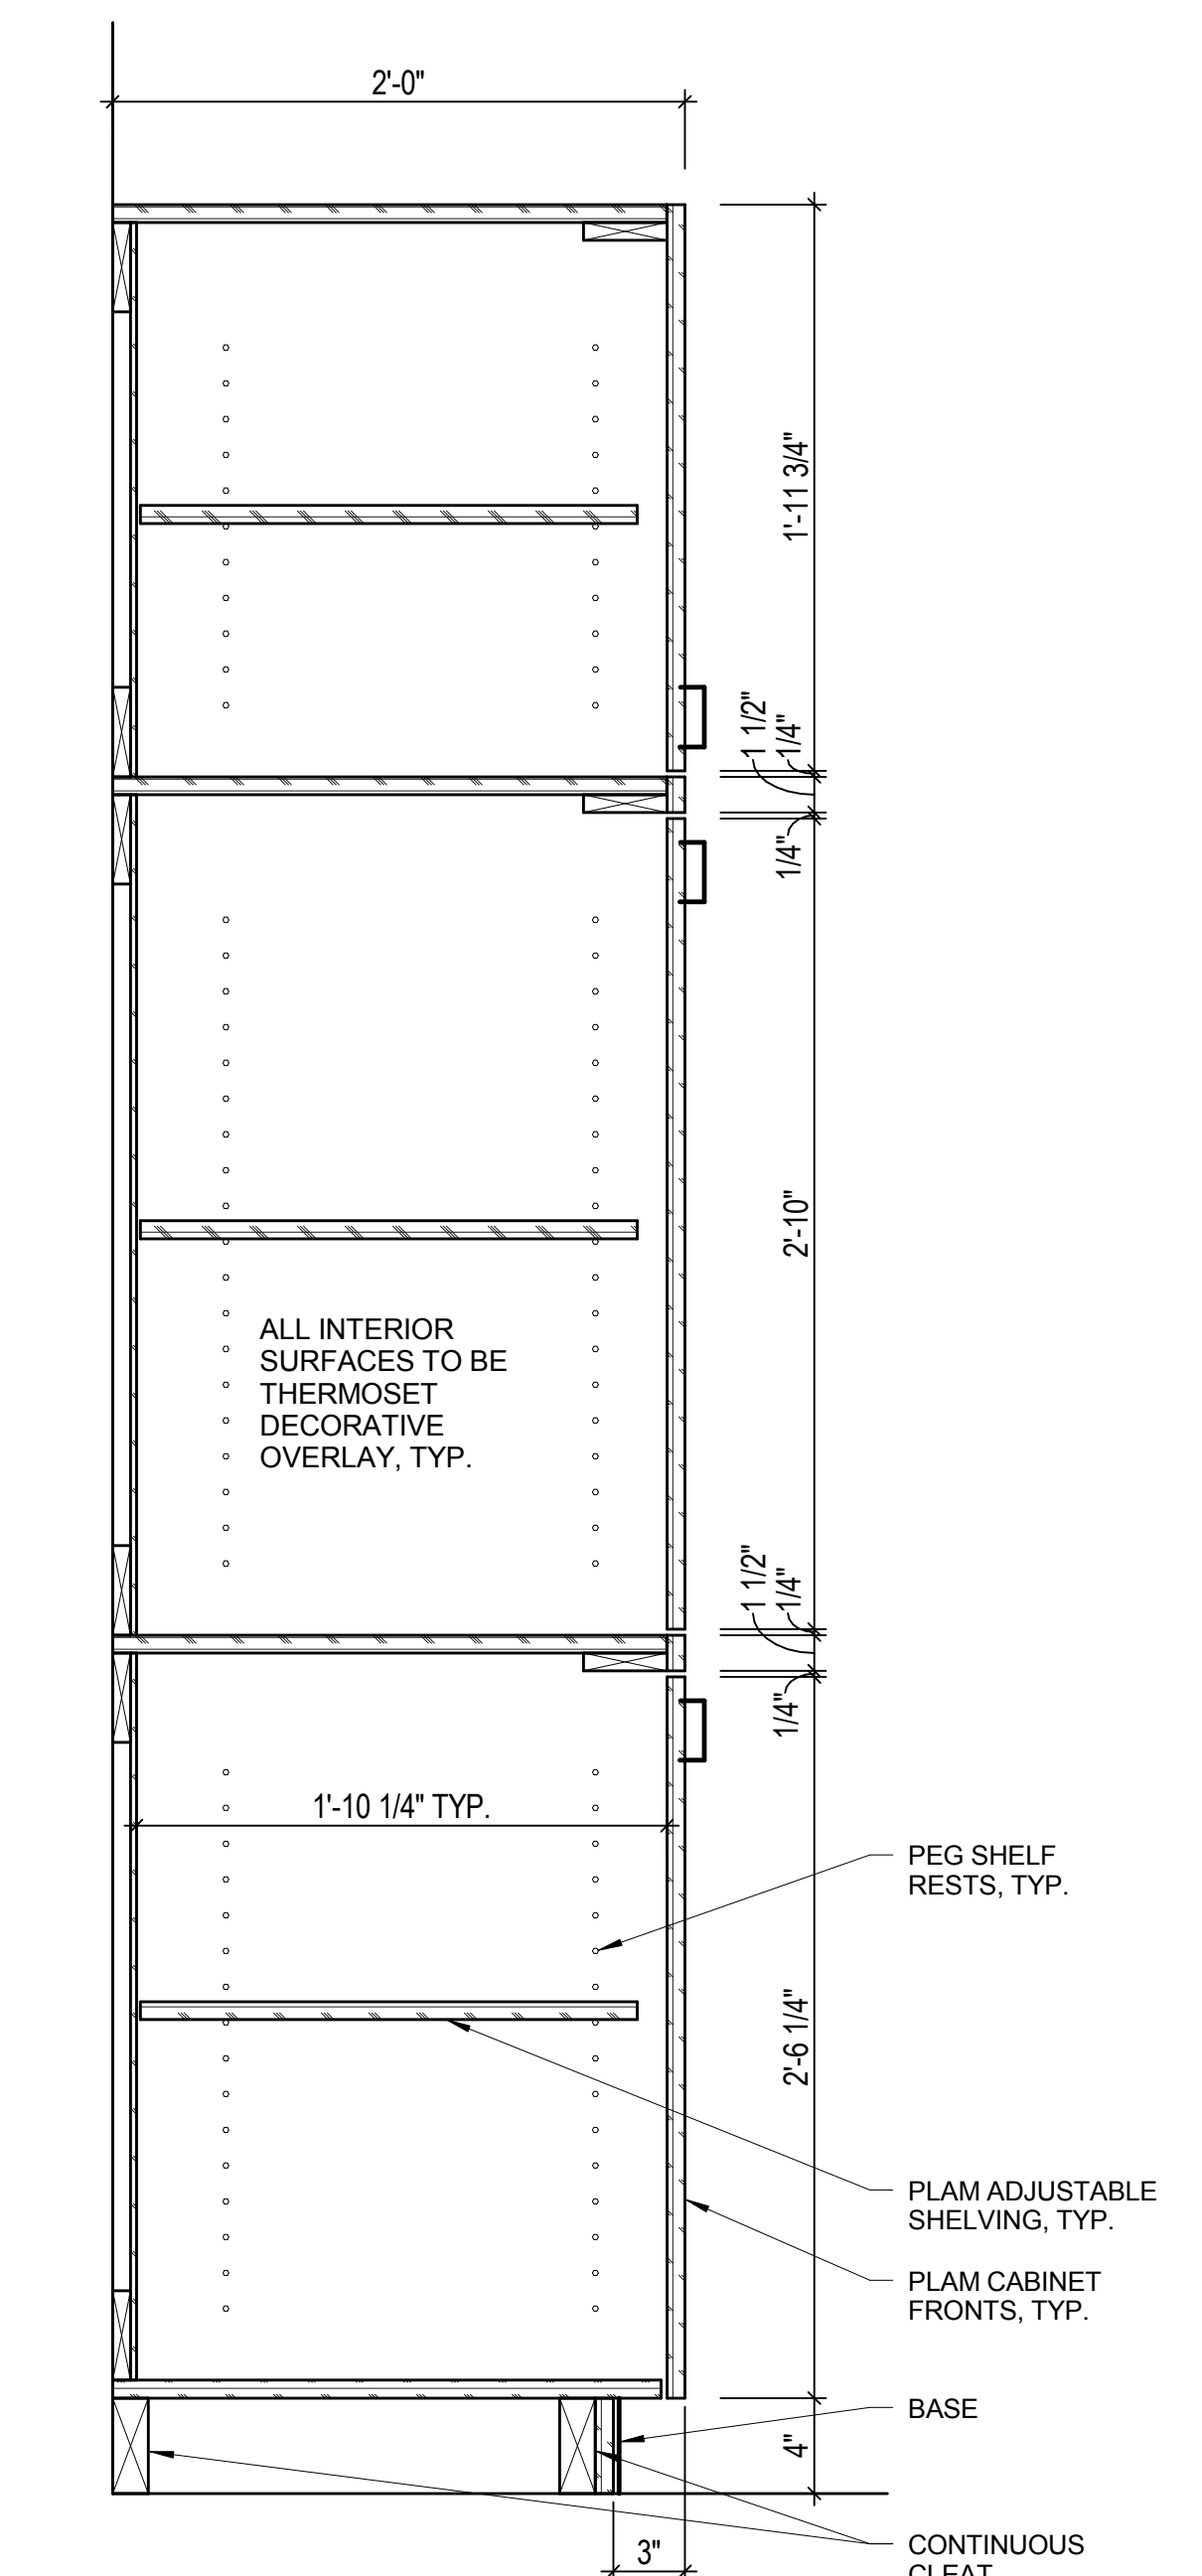 2'-0"
1'-11 3/4"
1 1/2"
1/4"
1/4"
2'-10"
ALL INTERIOR
SURFACES TO BE
THERMOSET
DECORATIVE
OVERLAY, TYP.
1 1/2"
1/4"
1/4"
1'-10 1/4" TYP.
PEG SHELF
RESTS, TYP.
2'-6 1/4"
PLAM ADJUSTABLE
SHELVING, TYP.
PLAM CABINET
FRONTS, TYP.
BASE
4"
3"
CONTINUOUS
CLEAT